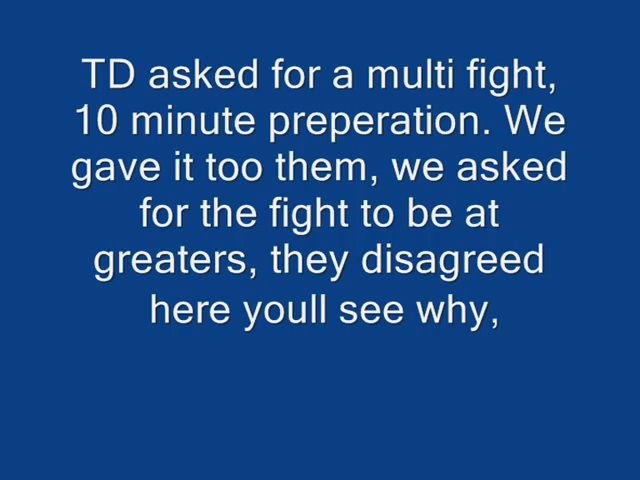 TD asked for a multi fight,
10 minute preperation. We
gave it too them, we asked
for the fight to be at
greaters, they disagreed
here youll see why,